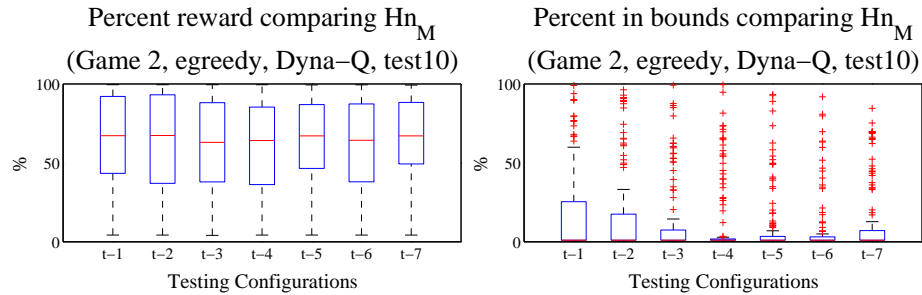 Percent reward comparing Hn_M
(Game 2, egreedy, Dyna−Q, test10)
100
50
0
%
t−1 t−2 t−3 t−4 t−5 t−6 t−7
Testing Configurations
Percent in bounds comparing Hn_M
(Game 2, egreedy, Dyna−Q, test10)
100
50
0
%
t−1 t−2 t−3 t−4 t−5 t−6 t−7
Testing Configurations